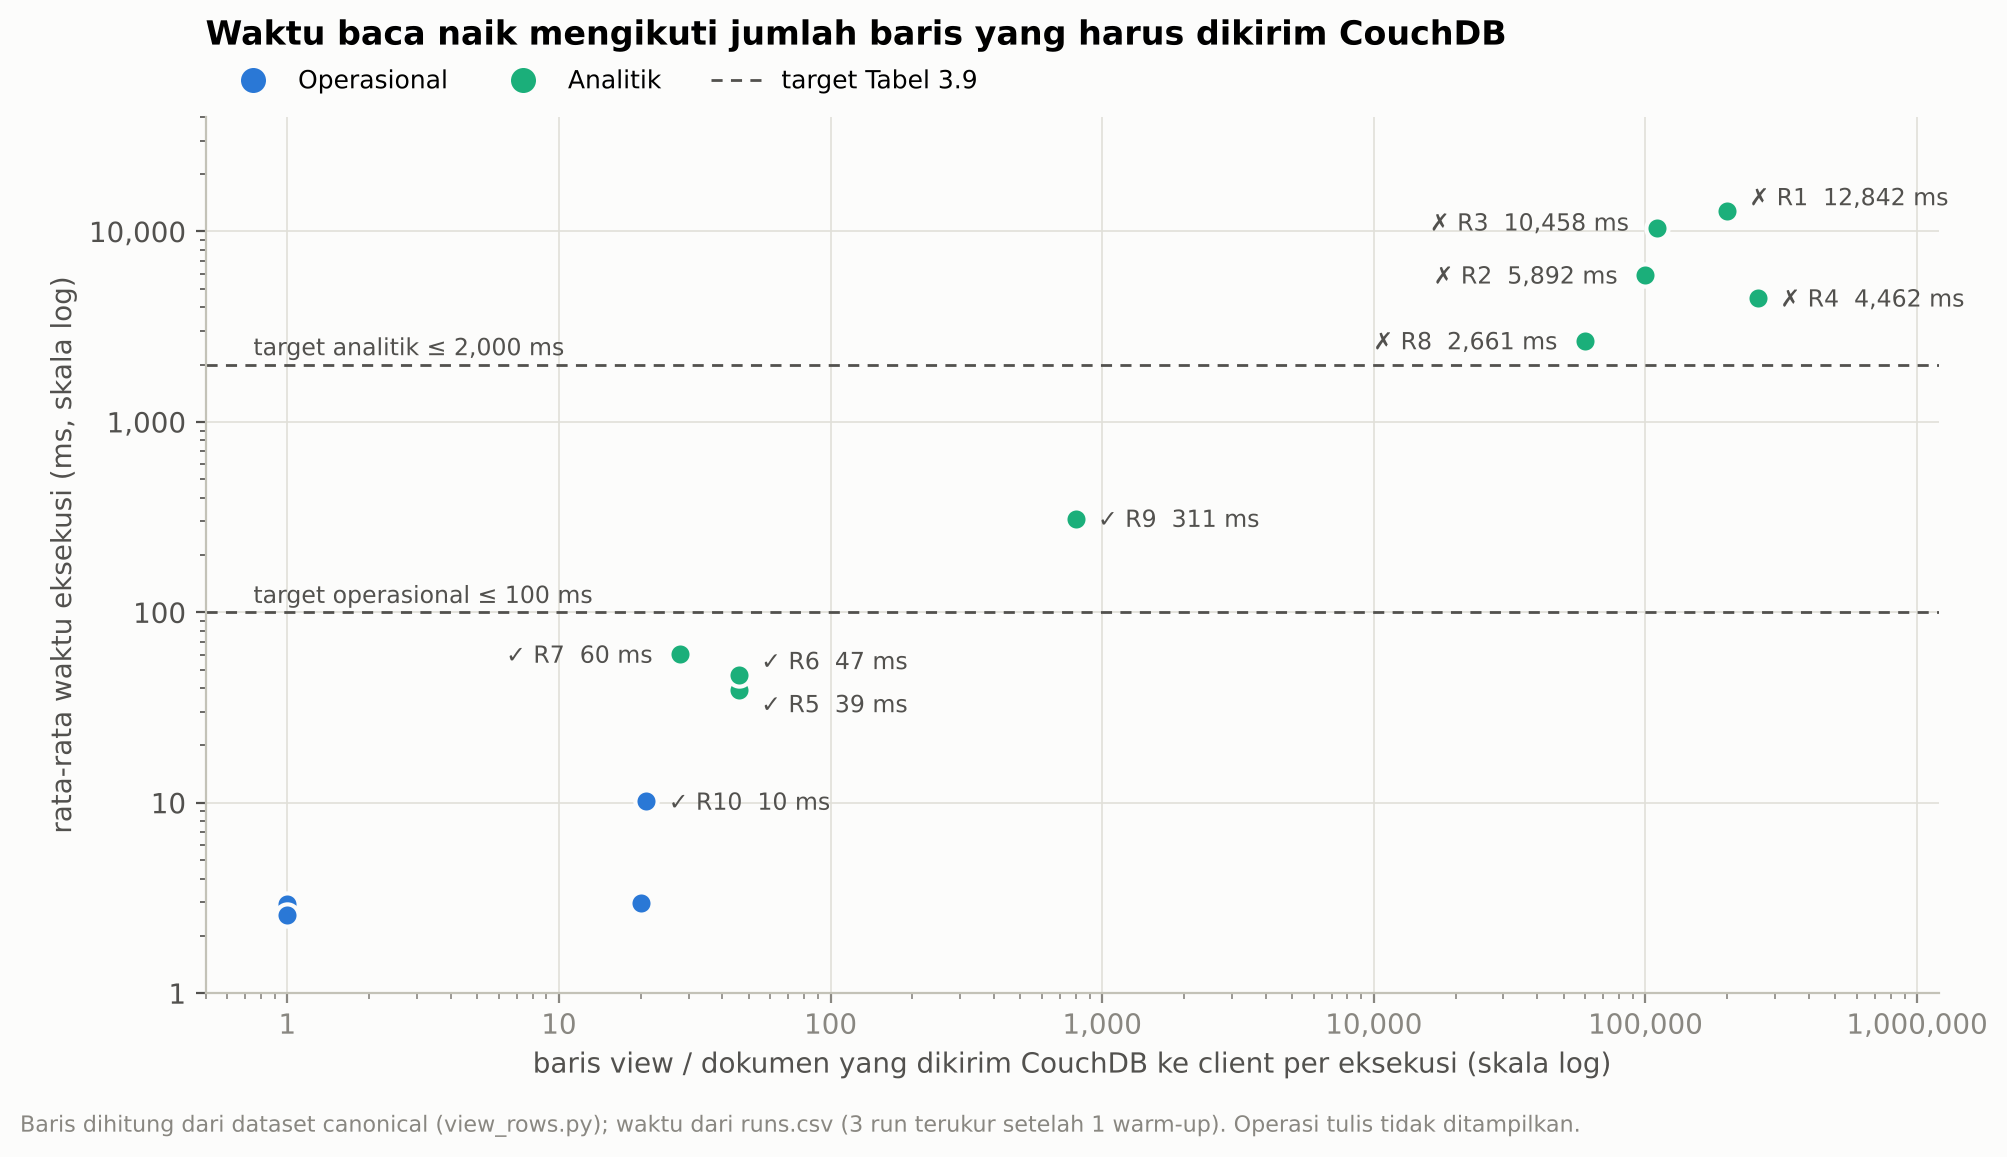 Waktu baca naik mengikuti jumlah baris yang harus dikirim CouchDB
Operasional
Analitik
target Tabel 3.9
rata-rata waktu eksekusi (ms, skala log)
10,000
1,000
100
10
1
✗ R1  12,842 ms
✗ R3  10,458 ms
✗ R2  5,892 ms
✗ R4  4,462 ms
✗ R8  2,661 ms
target analitik ≤ 2,000 ms
✓ R9  311 ms
target operasional ≤ 100 ms
✓ R7  60 ms
✓ R6  47 ms
✓ R5  39 ms
✓ R10  10 ms
1
10
100
1,000
10,000
100,000
1,000,000
baris view / dokumen yang dikirim CouchDB ke client per eksekusi (skala log)
Baris dihitung dari dataset canonical (view_rows.py); waktu dari runs.csv (3 run terukur setelah 1 warm-up). Operasi tulis tidak ditampilkan.